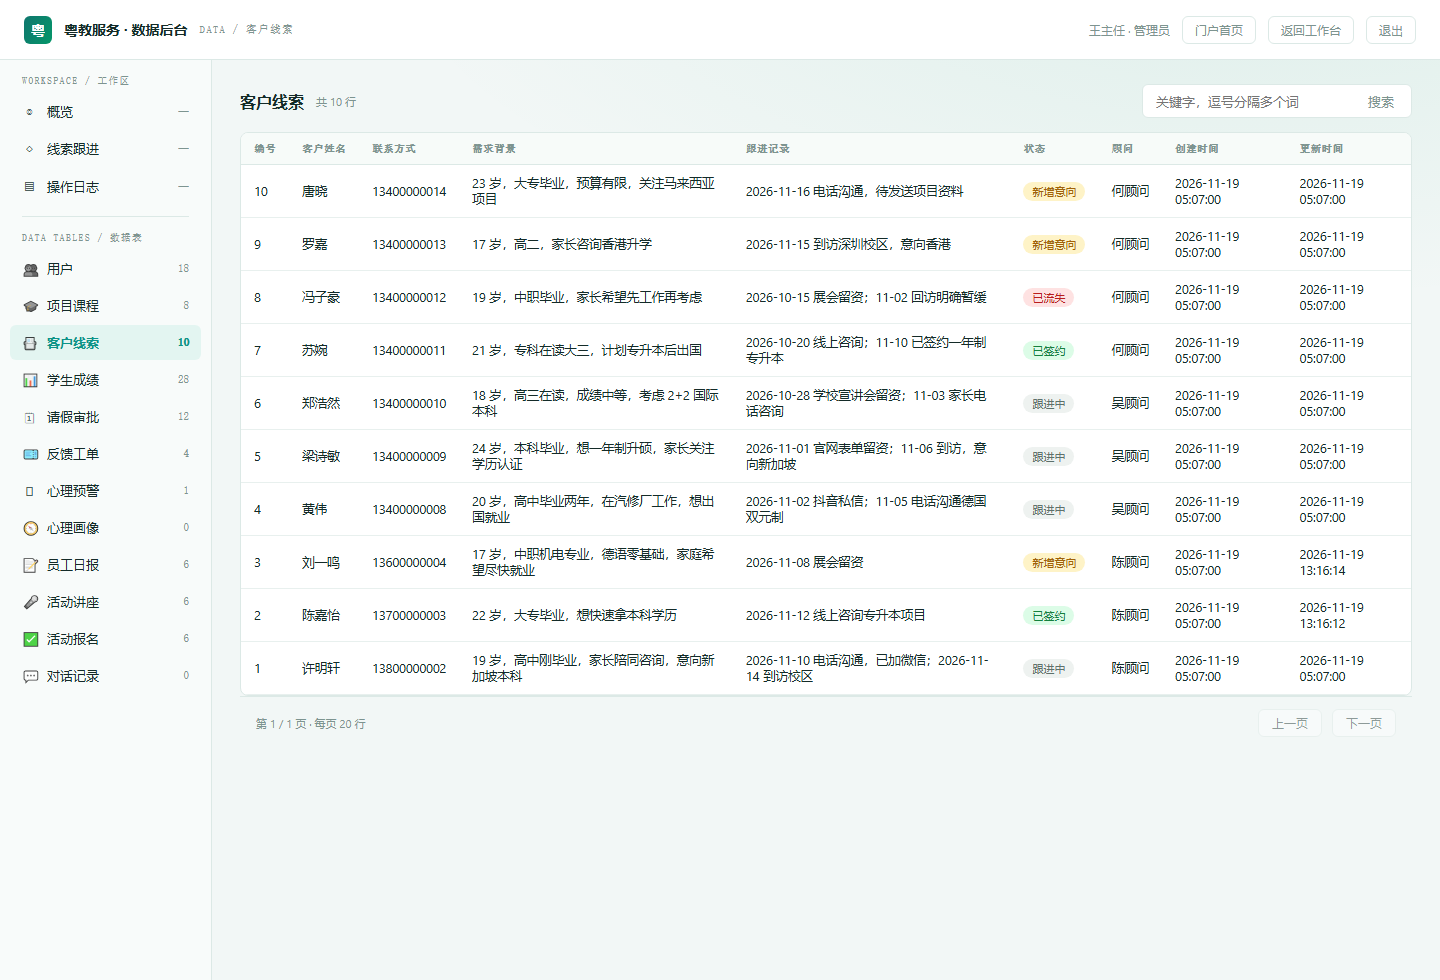 粤 粤教服务 · 数据后台 DATA / 客户线索 王主任 · 管理员 门户首页 返回工作台 退出
WORKSPACE / 工作区
概览 —
线索跟进 —
操作日志 —
DATA TABLES / 数据表
用户 18
项目课程 8
客户线索 10
学生成绩 28
请假审批 12
反馈工单 4
心理预警 1
心理画像 0
员工日报 6
活动讲座 6
活动报名 6
对话记录 0
客户线索 共 10 行 关键字，逗号分隔多个词 搜索
编号 客户姓名 联系方式 需求背景 跟进记录 状态 顾问 创建时间 更新时间
10 唐晓 13400000014 23 岁，大专毕业，预算有限，关注马来西亚 2026-11-16 电话沟通，待发送项目资料 新增意向 何顾问 2026-11-19 2026-11-19
项目 05:07:00 05:07:00
9 罗嘉 13400000013 17 岁，高二，家长咨询香港升学 2026-11-15 到访深圳校区，意向香港 新增意向 何顾问 2026-11-19 2026-11-19
05:07:00 05:07:00
8 冯子豪 13400000012 19 岁，中职毕业，家长希望先工作再考虑 2026-10-15 展会留资；11-02 回访明确暂缓 已流失 何顾问 2026-11-19 2026-11-19
05:07:00 05:07:00
7 苏婉 13400000011 21 岁，专科在读大三，计划专升本后出国 2026-10-20 线上咨询；11-10 已签约一年制 已签约 何顾问 2026-11-19 2026-11-19
专升本 05:07:00 05:07:00
6 郑浩然 13400000010 18 岁，高三在读，成绩中等，考虑 2+2 国际 2026-10-28 学校宣讲会留资；11-03 家长电 跟进中 吴顾问 2026-11-19 2026-11-19
本科 话咨询 05:07:00 05:07:00
5 梁诗敏 13400000009 24 岁，本科毕业，想一年制升硕，家长关注 2026-11-01 官网表单留资；11-06 到访，意 跟进中 吴顾问 2026-11-19 2026-11-19
学历认证 向新加坡 05:07:00 05:07:00
4 黄伟 13400000008 20 岁，高中毕业两年，在汽修厂工作，想出 2026-11-02 抖音私信；11-05 电话沟通德国 跟进中 吴顾问 2026-11-19 2026-11-19
国就业 双元制 05:07:00 05:07:00
3 刘一鸣 13600000004 17 岁，中职机电专业，德语零基础，家庭希 2026-11-08 展会留资 新增意向 陈顾问 2026-11-19 2026-11-19
望尽快就业 05:07:00 13:16:14
2 陈嘉怡 13700000003 22 岁，大专毕业，想快速拿本科学历 2026-11-12 线上咨询专升本项目 已签约 陈顾问 2026-11-19 2026-11-19
05:07:00 13:16:12
1 许明轩 13800000002 19 岁，高中刚毕业，家长陪同咨询，意向新 2026-11-10 电话沟通，已加微信；2026-11- 跟进中 陈顾问 2026-11-19 2026-11-19
加坡本科 14 到访校区 05:07:00 05:07:00
第 1 / 1 页 · 每页 20 行 上一页 下一页